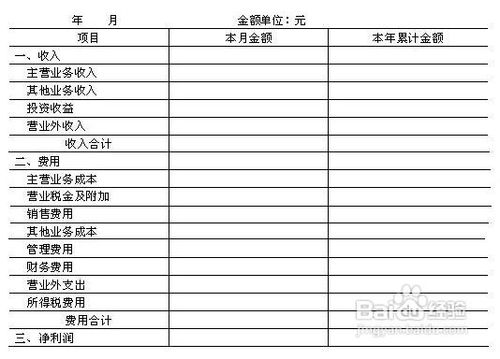 年 月 金额单位：元
项目 本月金额 本年累计金额
一、收入
主营业务收入
其他业务收入
投资收益
营业外收入
收入合计
二、费用
主营业务成本
营业税金及附加
销售费用
其他业务成本
管理费用
财务费用
营业外支出
所得税费用
费用合计
三、净利润
Baidu经验
jingyan.baidu.com